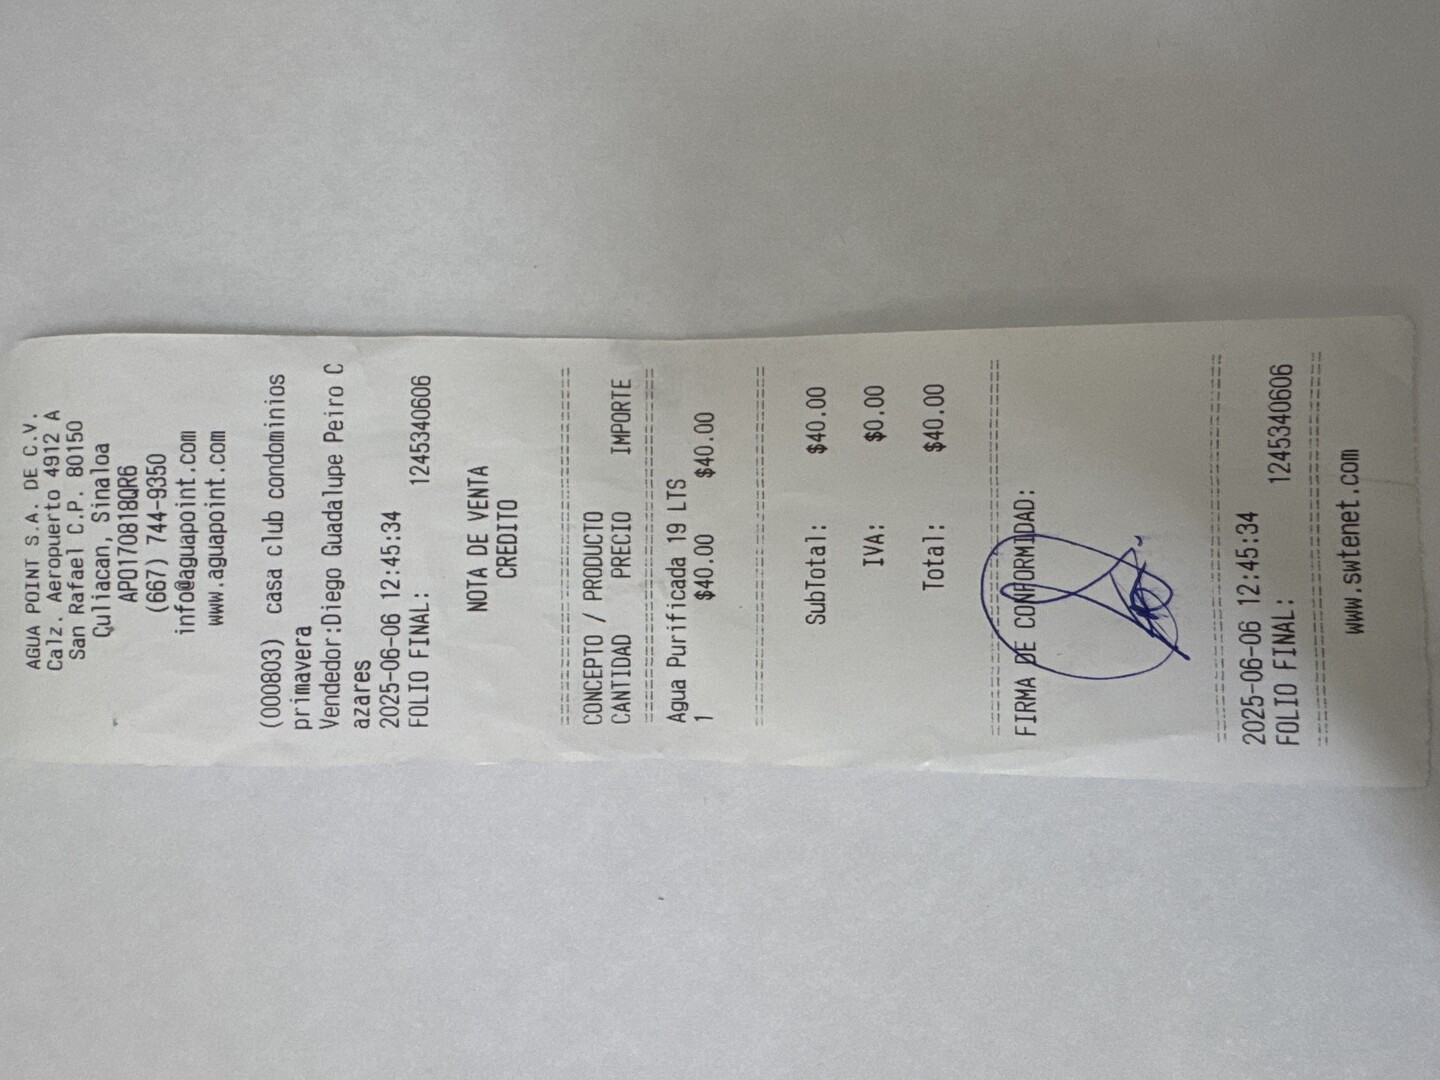 AGUA POINT S.A. DE C.V.
Calz. Aeropuerto 4912 A
San Rafael C.P. 80150
Culiacan, Sinaloa
APO170818QR6
(667) 744-9350
info@aguapoint.com
www.aguapoint.com
(000803) casa club condominios
primavera
Vendedor:Diego Guadalupe Peiro C
azares
2025-06-06 12:45:34
FOLIO FINAL: 1245340606
NOTA DE VENTA
CREDITO
================================
CONCEPTO / PRODUCTO
CANTIDAD PRECIO IMPORTE
================================
Agua Purificada 19 LTS
1 $40.00 $40.00
================================
SubTotal: $40.00
IVA: $0.00
Total: $40.00
================================
FIRMA DE CONFORMIDAD:
================================
2025-06-06 12:45:34
FOLIO FINAL: 1245340606
================================
www.swtenet.com